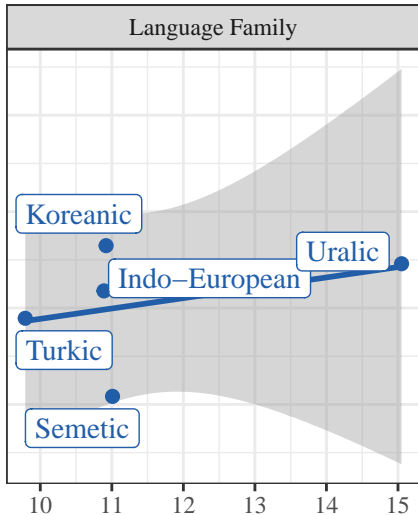 Language Family
Koreanic
Uralic
Indo−European
Turkic
Semetic
10 11 12 13 14 15